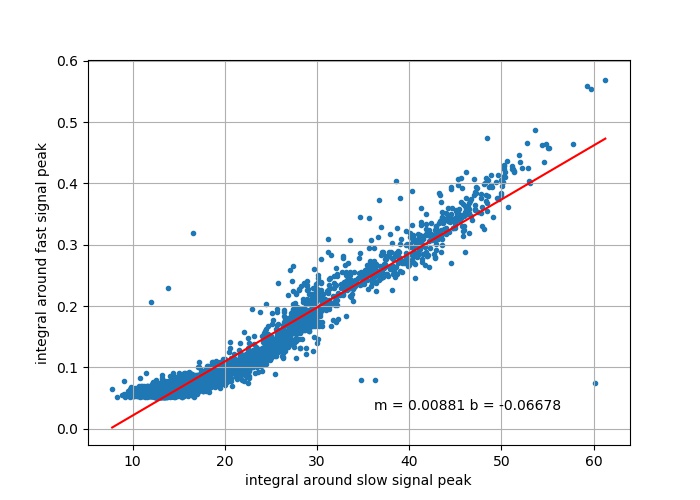 0.6
0.5
0.4
0.3
0.2
0.1
0.0
integral around fast signal peak
m = 0.00881 b = -0.06678
10 20 30 40 50 60
integral around slow signal peak